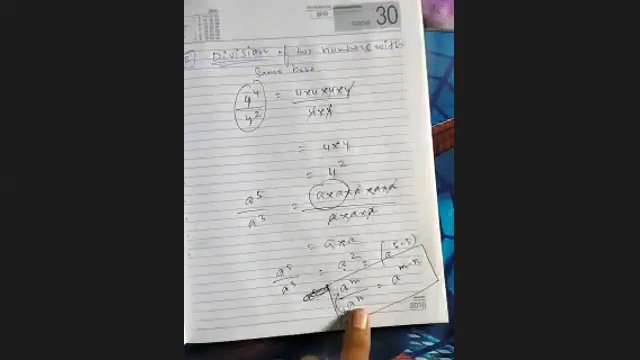 30
Division of two numbers with
same base
4^4 / 4^2 = 4×4×4×4 / 4×4
= 4×4
= 4^2
a^5 / a^3 = a×a×a×a×a / a×a×a
= a×a
a^5 / a^3 = a^2 = (a^5-3)
a^m / a^n = a^m-n